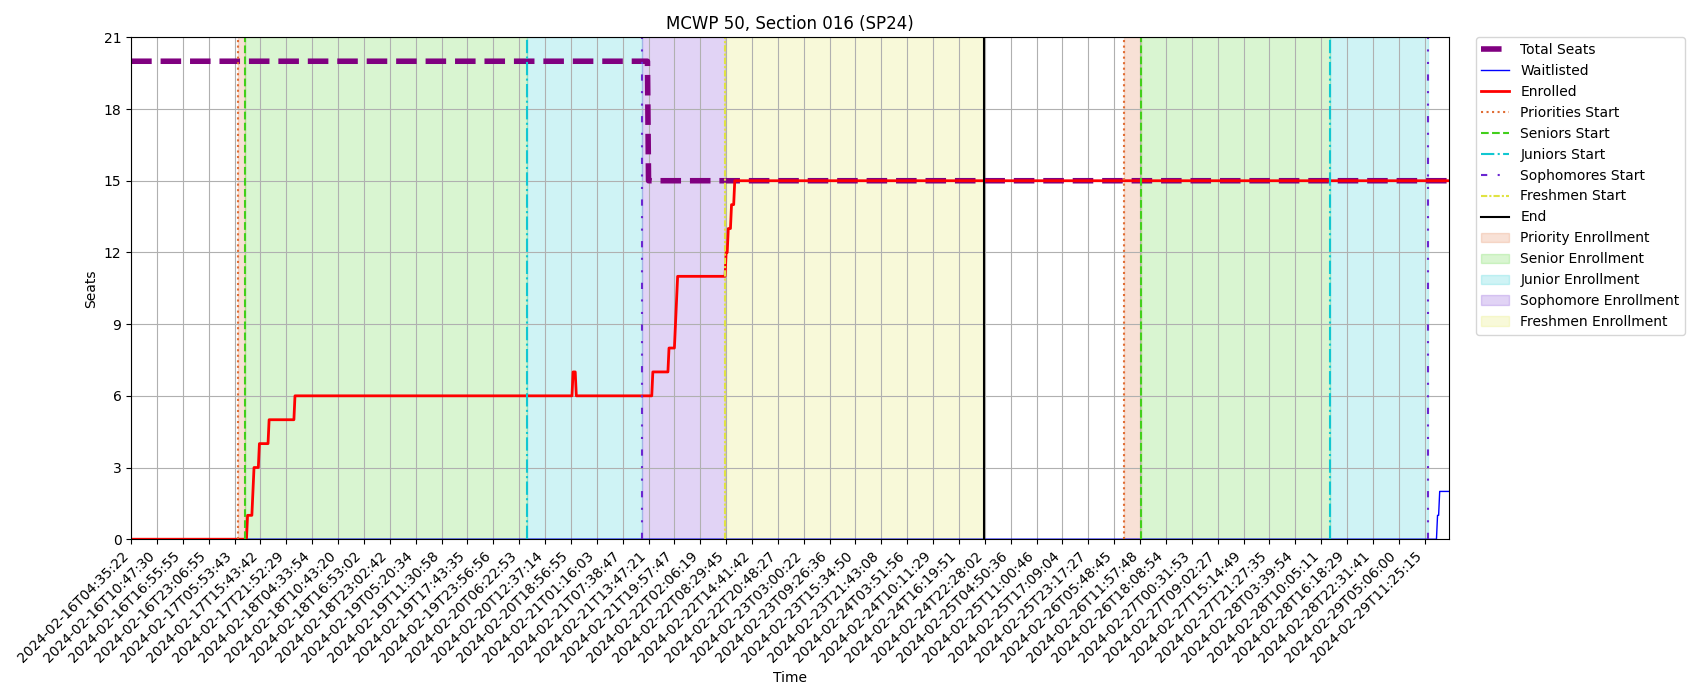 MCWP 50, Section 016 (SP24)
21
18
15
12
9
6
3
0
Seats
2024-02-16T04:35:22
2024-02-16T10:47:30
2024-02-16T16:55:55
2024-02-16T23:06:55
2024-02-17T05:53:43
2024-02-17T15:43:42
2024-02-17T21:52:29
2024-02-18T04:33:54
2024-02-18T10:43:20
2024-02-18T16:53:02
2024-02-18T23:02:42
2024-02-19T05:20:34
2024-02-19T11:30:58
2024-02-19T17:43:35
2024-02-19T23:56:56
2024-02-20T06:22:53
2024-02-20T12:37:14
2024-02-20T18:56:55
2024-02-21T01:16:03
2024-02-21T07:38:47
2024-02-21T13:47:21
2024-02-21T19:57:47
2024-02-22T02:06:19
2024-02-22T08:29:45
2024-02-22T14:41:42
2024-02-22T20:48:27
2024-02-23T03:00:22
2024-02-23T09:26:36
2024-02-23T15:34:50
2024-02-23T21:43:08
2024-02-24T03:51:56
2024-02-24T10:11:29
2024-02-24T16:19:51
2024-02-24T22:28:02
2024-02-25T04:50:36
2024-02-25T11:00:46
2024-02-25T17:09:04
2024-02-25T23:17:27
2024-02-26T05:48:45
2024-02-26T11:57:48
2024-02-26T18:08:54
2024-02-27T00:31:53
2024-02-27T09:02:27
2024-02-27T15:14:49
2024-02-27T21:27:35
2024-02-28T03:39:54
2024-02-28T10:05:11
2024-02-28T16:18:29
2024-02-28T22:31:41
2024-02-29T05:06:00
2024-02-29T11:25:15
Time
Total Seats
Waitlisted
Enrolled
Priorities Start
Seniors Start
Juniors Start
Sophomores Start
Freshmen Start
End
Priority Enrollment
Senior Enrollment
Junior Enrollment
Sophomore Enrollment
Freshmen Enrollment